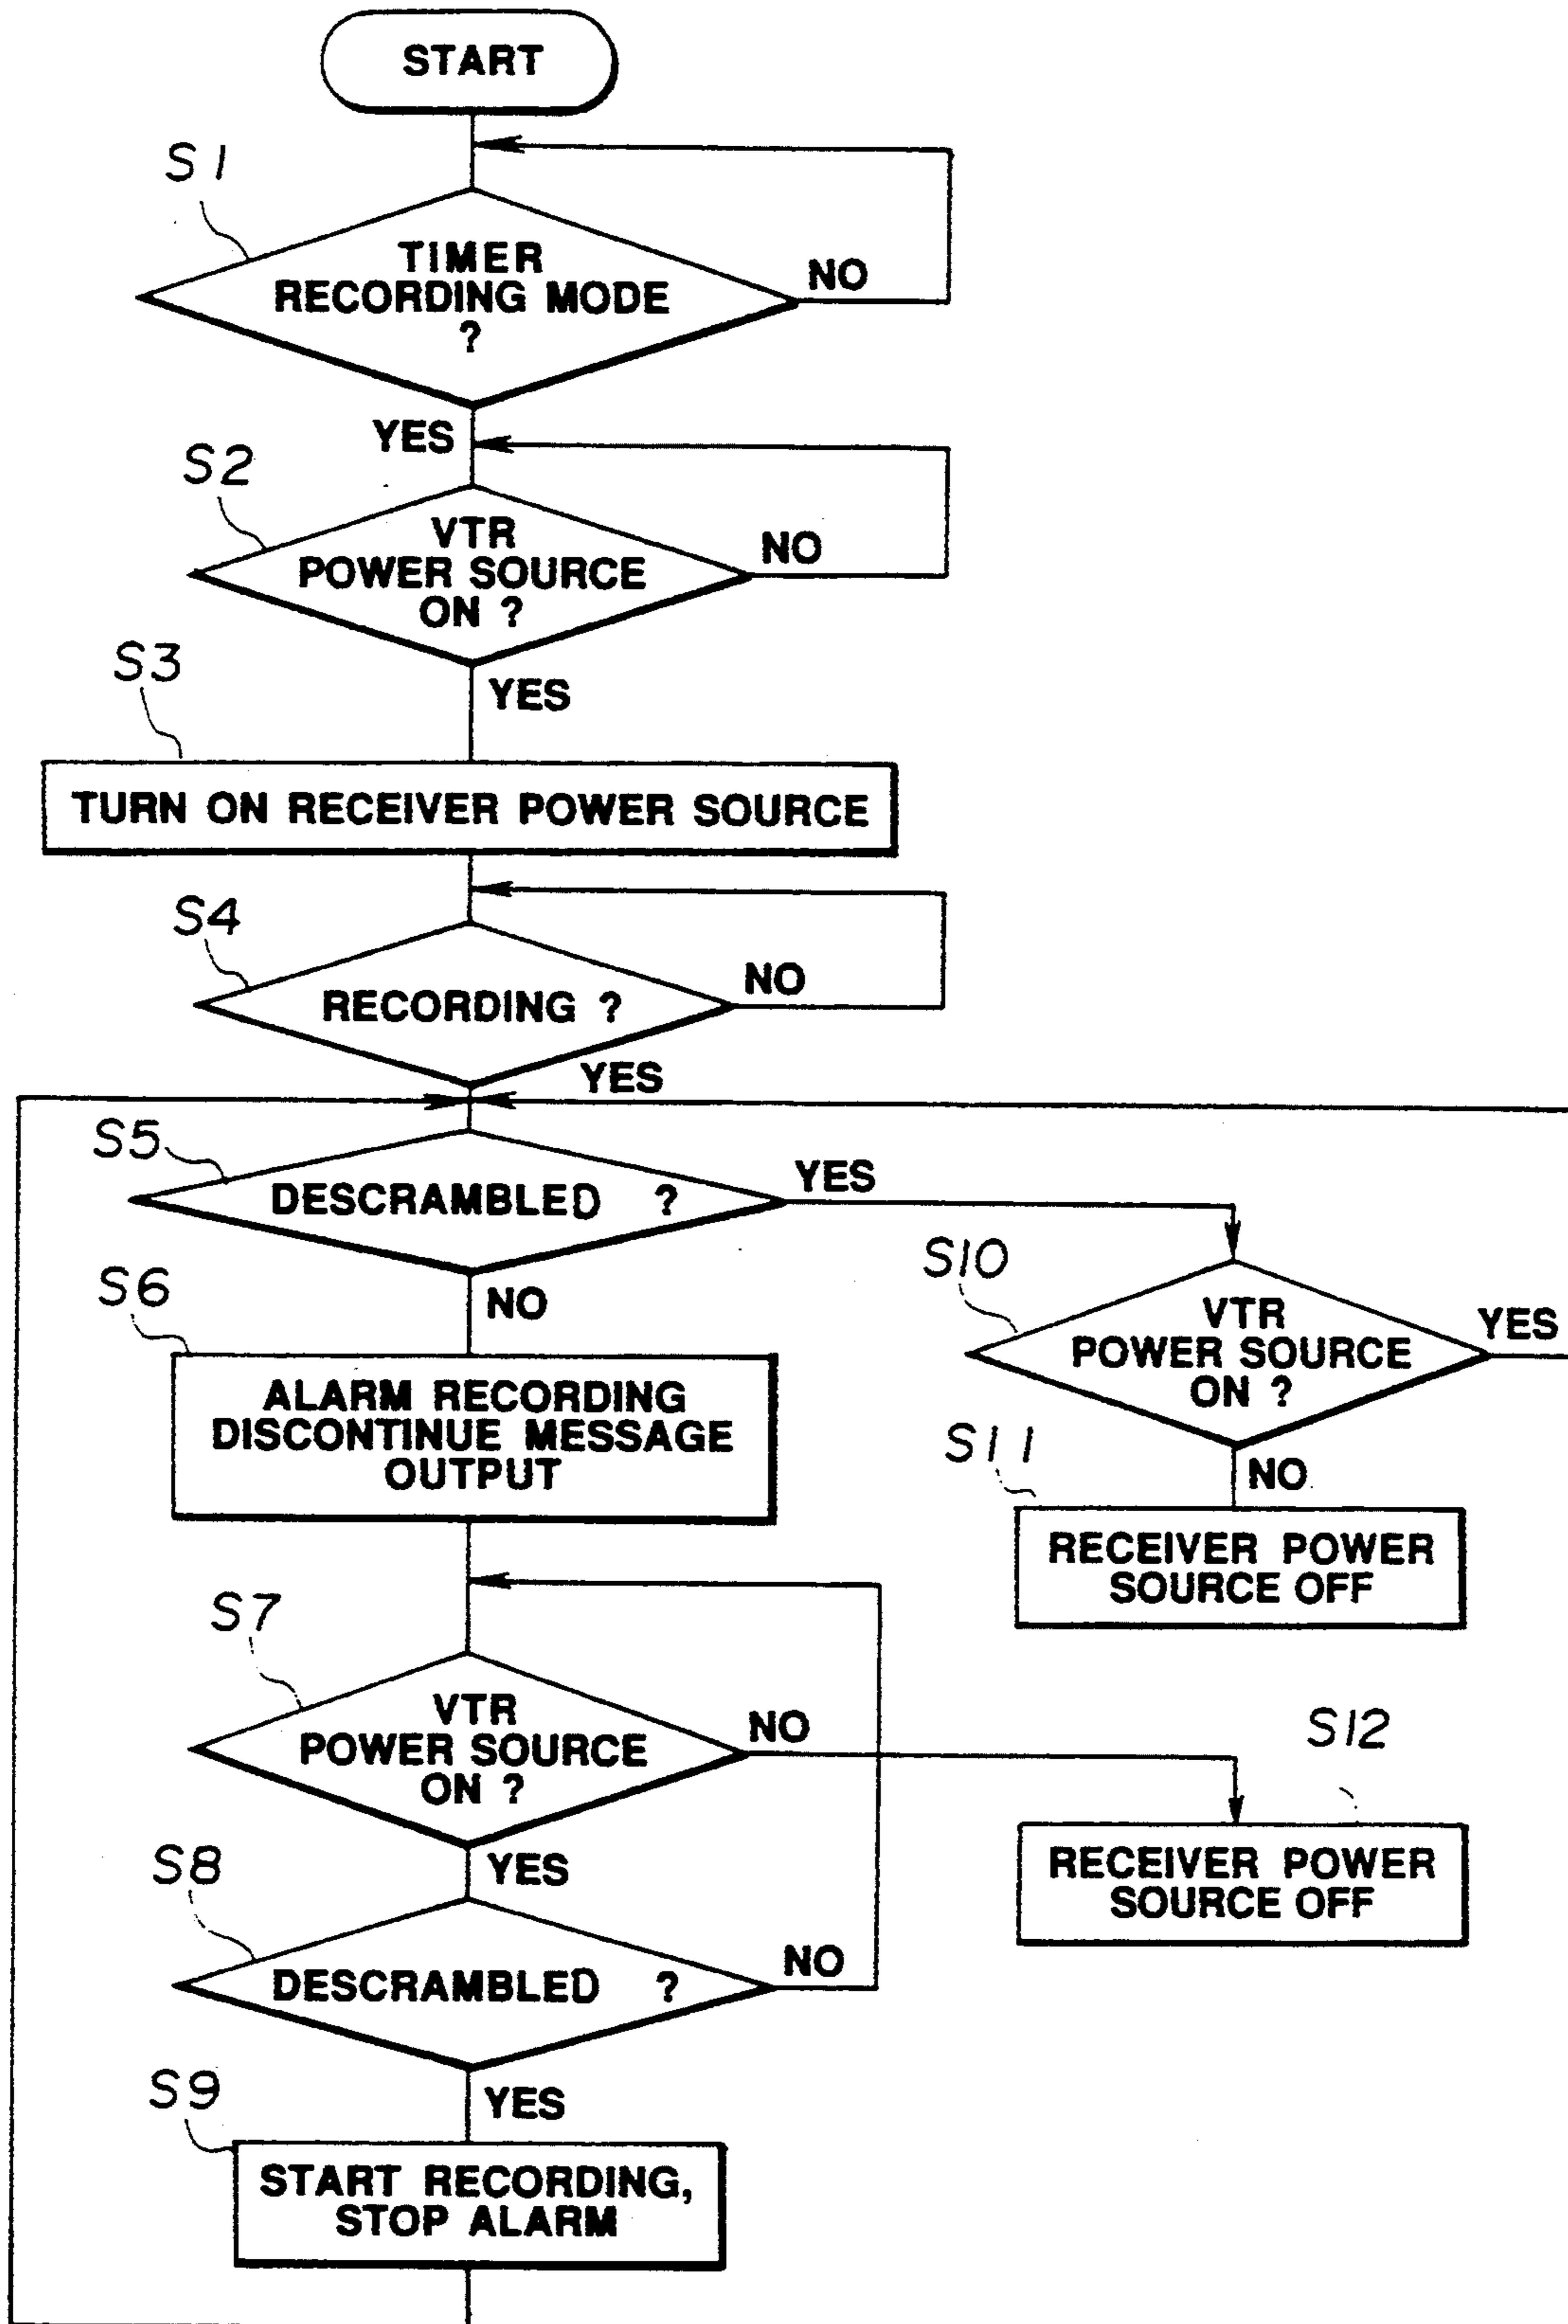 START
S1
TIMER
RECORDING MODE
?
NO
YES
S2
VTR
POWER SOURCE
ON ?
NO
YES
S3
TURN ON RECEIVER POWER SOURCE
S4
RECORDING ?
NO
YES
S5
DESCRAMBLED ?
YES
NO
S6
ALARM RECORDING
DISCONTINUE MESSAGE
OUTPUT
S10
VTR
POWER SOURCE
ON ?
YES
NO
S11
RECEIVER POWER
SOURCE OFF
S7
VTR
POWER SOURCE
ON ?
NO
YES
S12
RECEIVER POWER
SOURCE OFF
S8
DESCRAMBLED ?
NO
YES
S9
START RECORDING,
STOP ALARM